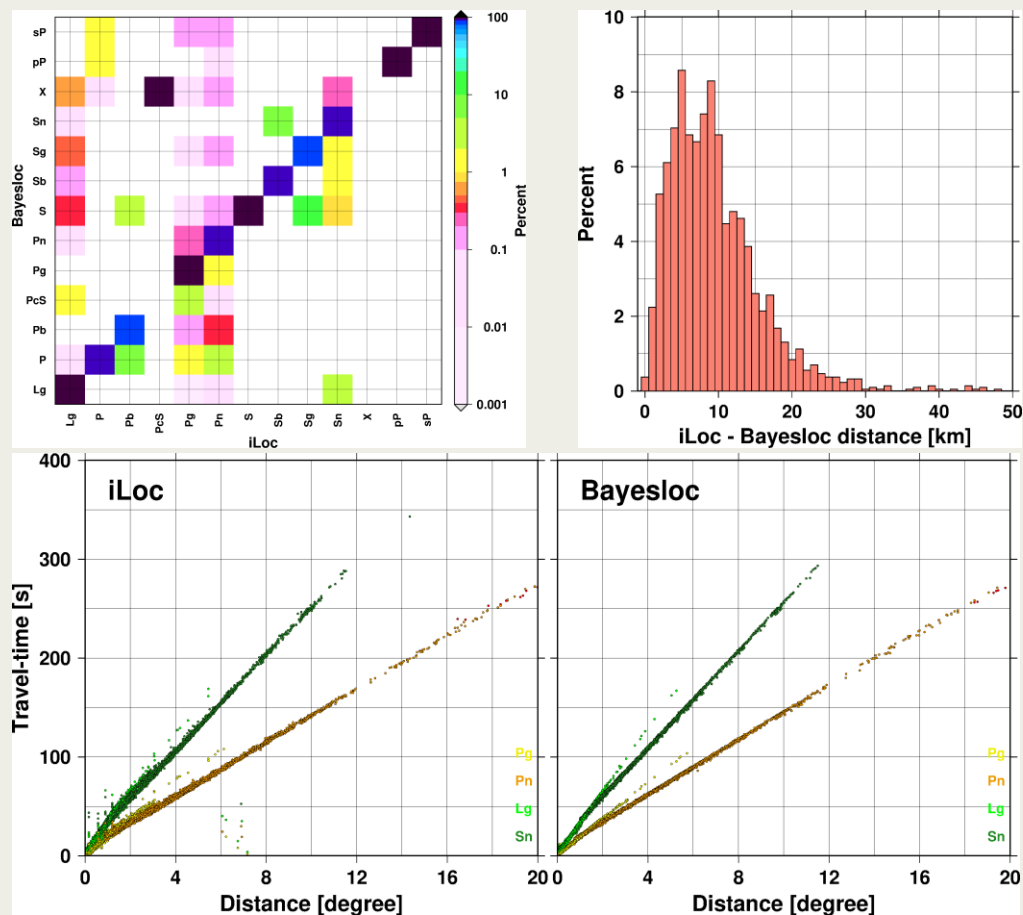 sP
pP
X
Sn
Sg
Sb
S
Pn
Pg
PcS
Pb
P
Lg
Bayesloc
Lg P Pb PcS Pg Pn S Sb Sg Sn X pP sP
iLoc
100
10
1
0.1
0.01
0.001
Percent
10
8
6
4
2
0
Percent
0 10 20 30 40 50
iLoc - Bayesloc distance [km]
400
300
200
100
0
Travel-time [s]
iLoc
Pg
Pn
Lg
Sn
0 4 8 12 16 20
Distance [degree]
Bayesloc
Pg
Pn
Lg
Sn
0 4 8 12 16 20
Distance [degree]